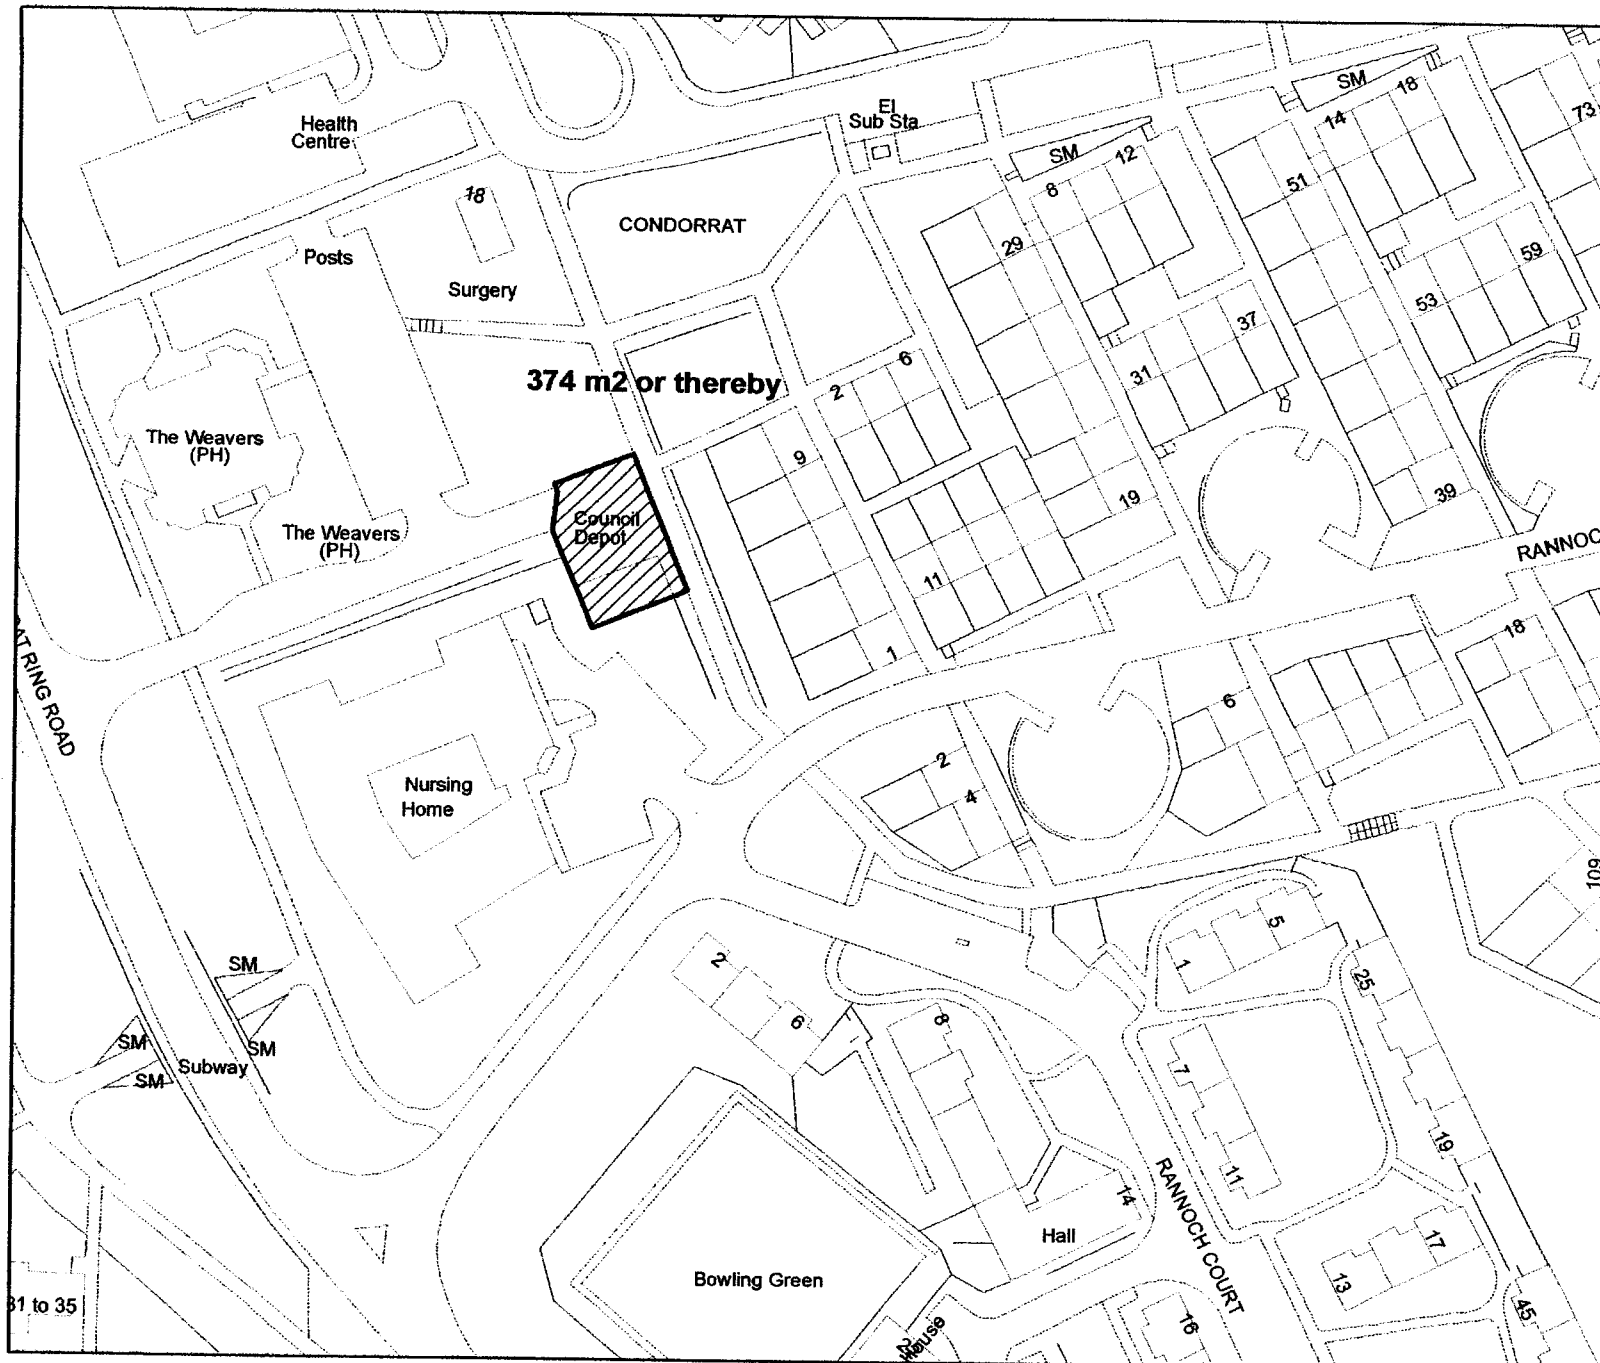 El
Sub Sta
SM
18
14
73
Health
Centre
SM
12
8
51
18
CONDORRAT
29
59
Posts
Surgery
53
37
6
2
31
374 m2 or thereby
The Weavers
(PH)
9
19
39
Council
Depot
The Weavers
(PH)
11
RANNOC
18
1
AT RING ROAD
6
2
4
Nursing
Home
109
5
1
25
2
6
8
SM
SM
SM
SM
Subway
7
19
11
14
RANNOCH COURT
Hall
17
13
Bowling Green
31 to 35
45
16
2
House